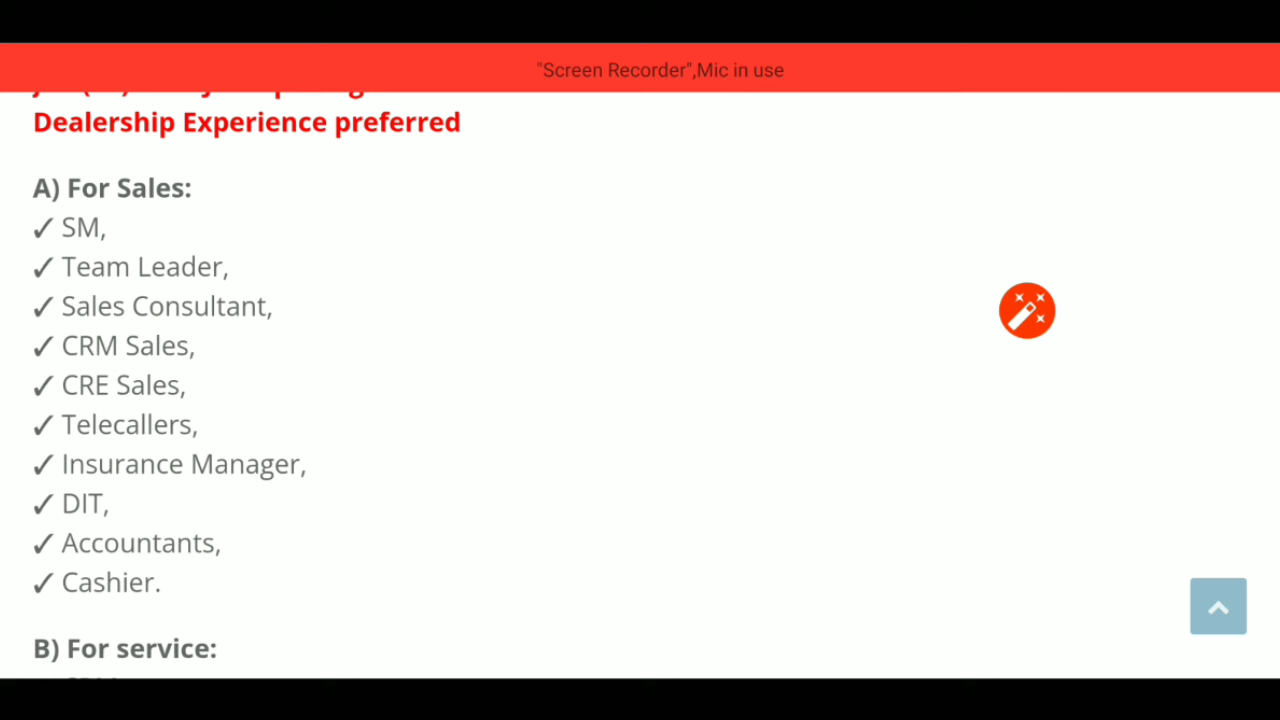 "Screen Recorder",Mic in use
Dealership Experience preferred
A) For Sales:
✓ SM,
✓ Team Leader,
✓ Sales Consultant,
✓ CRM Sales,
✓ CRE Sales,
✓ Telecallers,
✓ Insurance Manager,
✓ DIT,
✓ Accountants,
✓ Cashier.
B) For service: